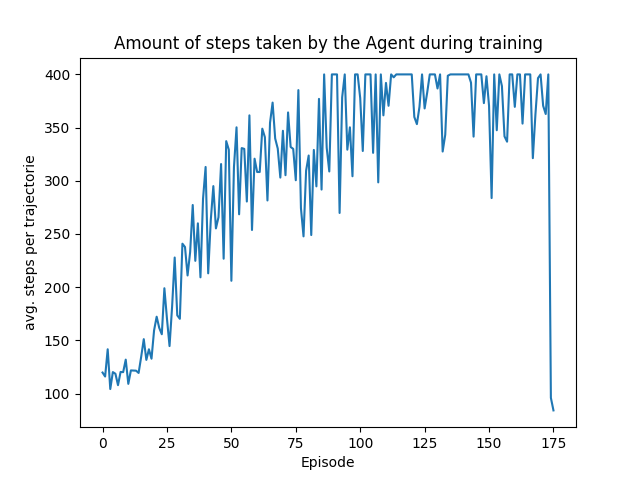 Amount of steps taken by the Agent during training
avg. steps per trajectorie
400
350
300
250
200
150
100
0 25 50 75 100 125 150 175
Episode